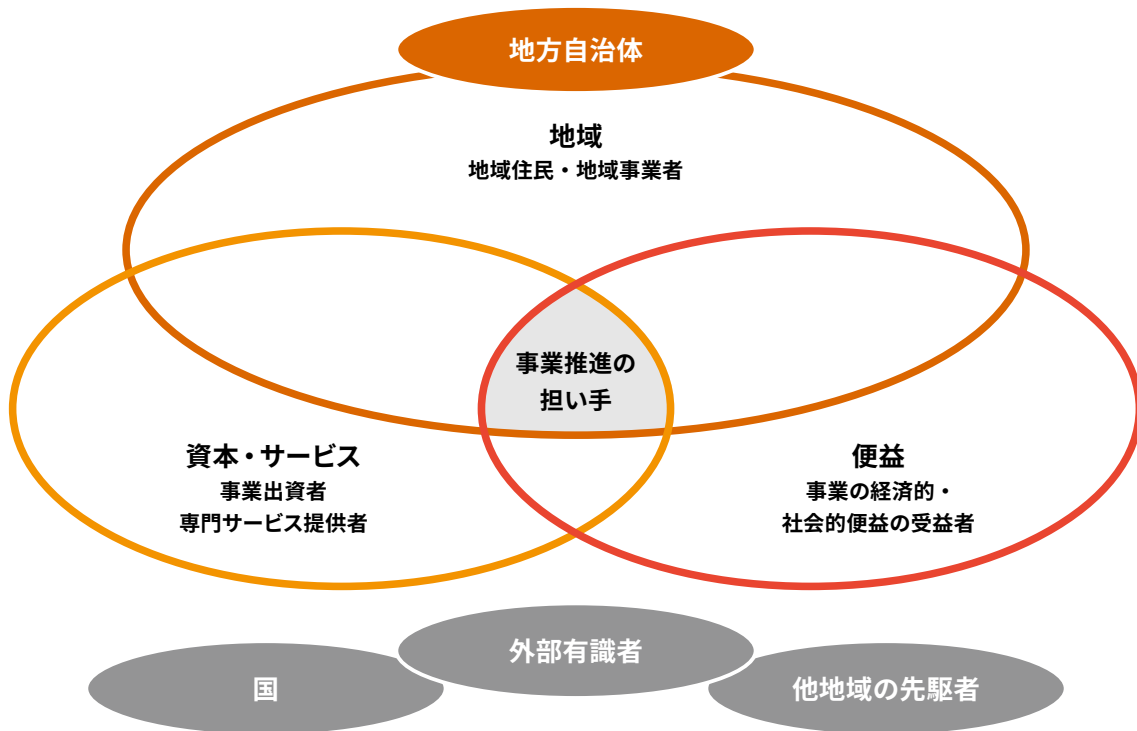 地方自治体
地域
地域住民・地域事業者
事業推進の
担い手
資本・サービス
事業出資者
専門サービス提供者
便益
事業の経済的・
社会的便益の受益者
外部有識者
国
他地域の先駆者